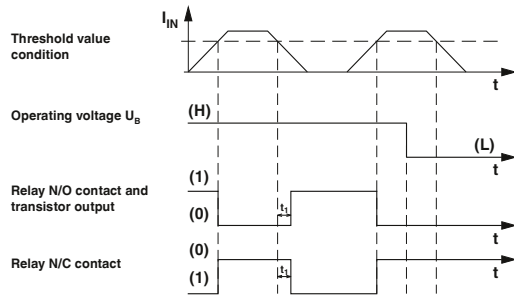 I_IN
Threshold value
condition
t
Operating voltage U_B
(H)
(L)
t
Relay N/O contact and
transistor output
(1)
(0)
t₁
t
Relay N/C contact
(0)
(1)
t₁
t